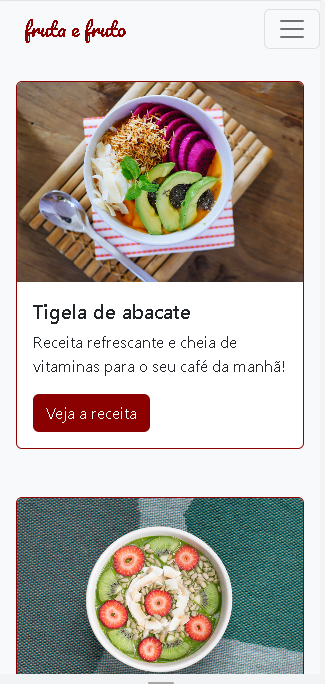 fruta e fruto
Tigela de abacate
Receita refrescante e cheia de
vitaminas para o seu café da manhã!
Veja a receita